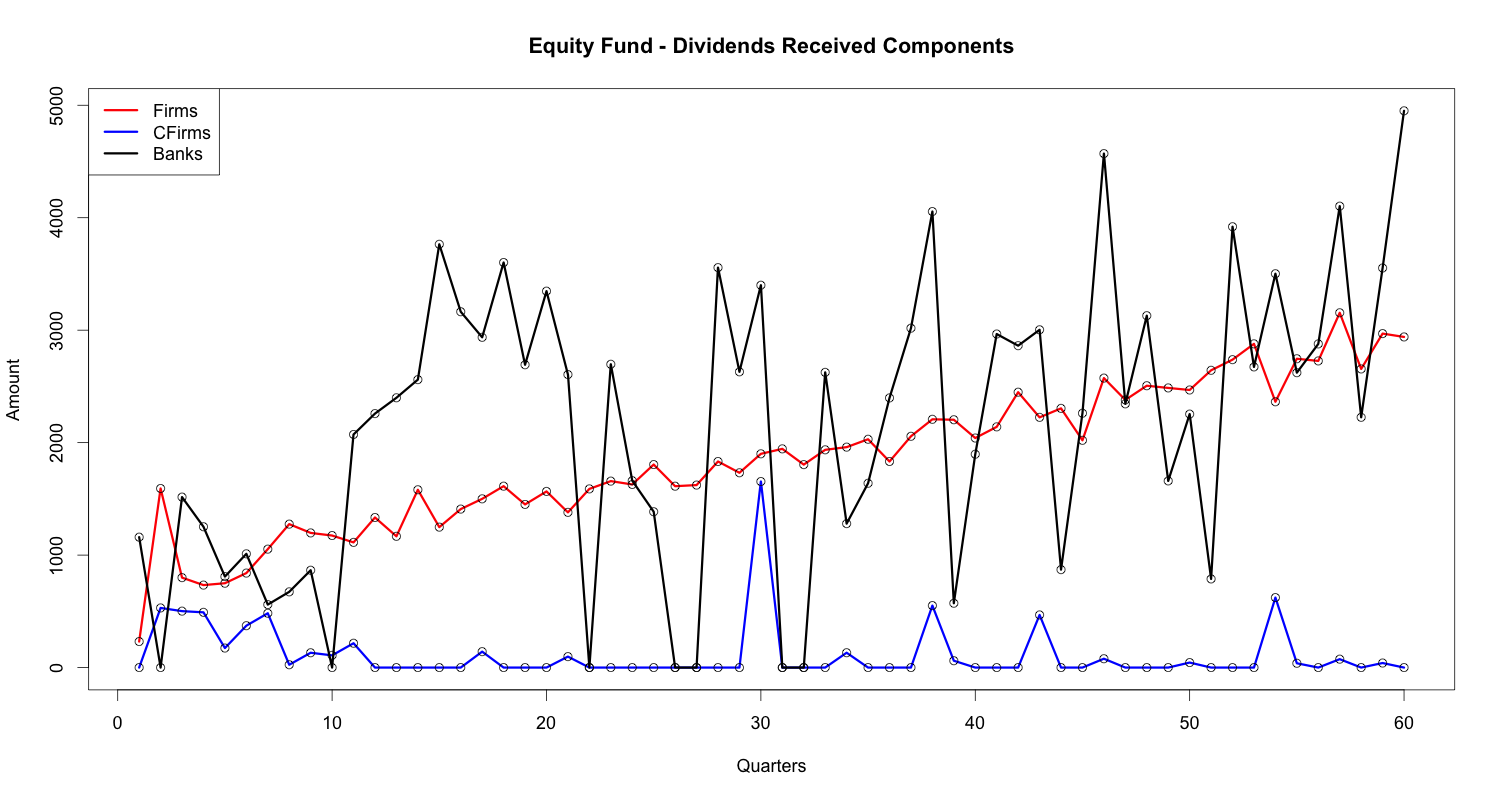 Equity Fund - Dividends Received Components
Firms
CFirms
Banks
5000
4000
3000
2000
1000
0
Amount
0 10 20 30 40 50 60
Quarters